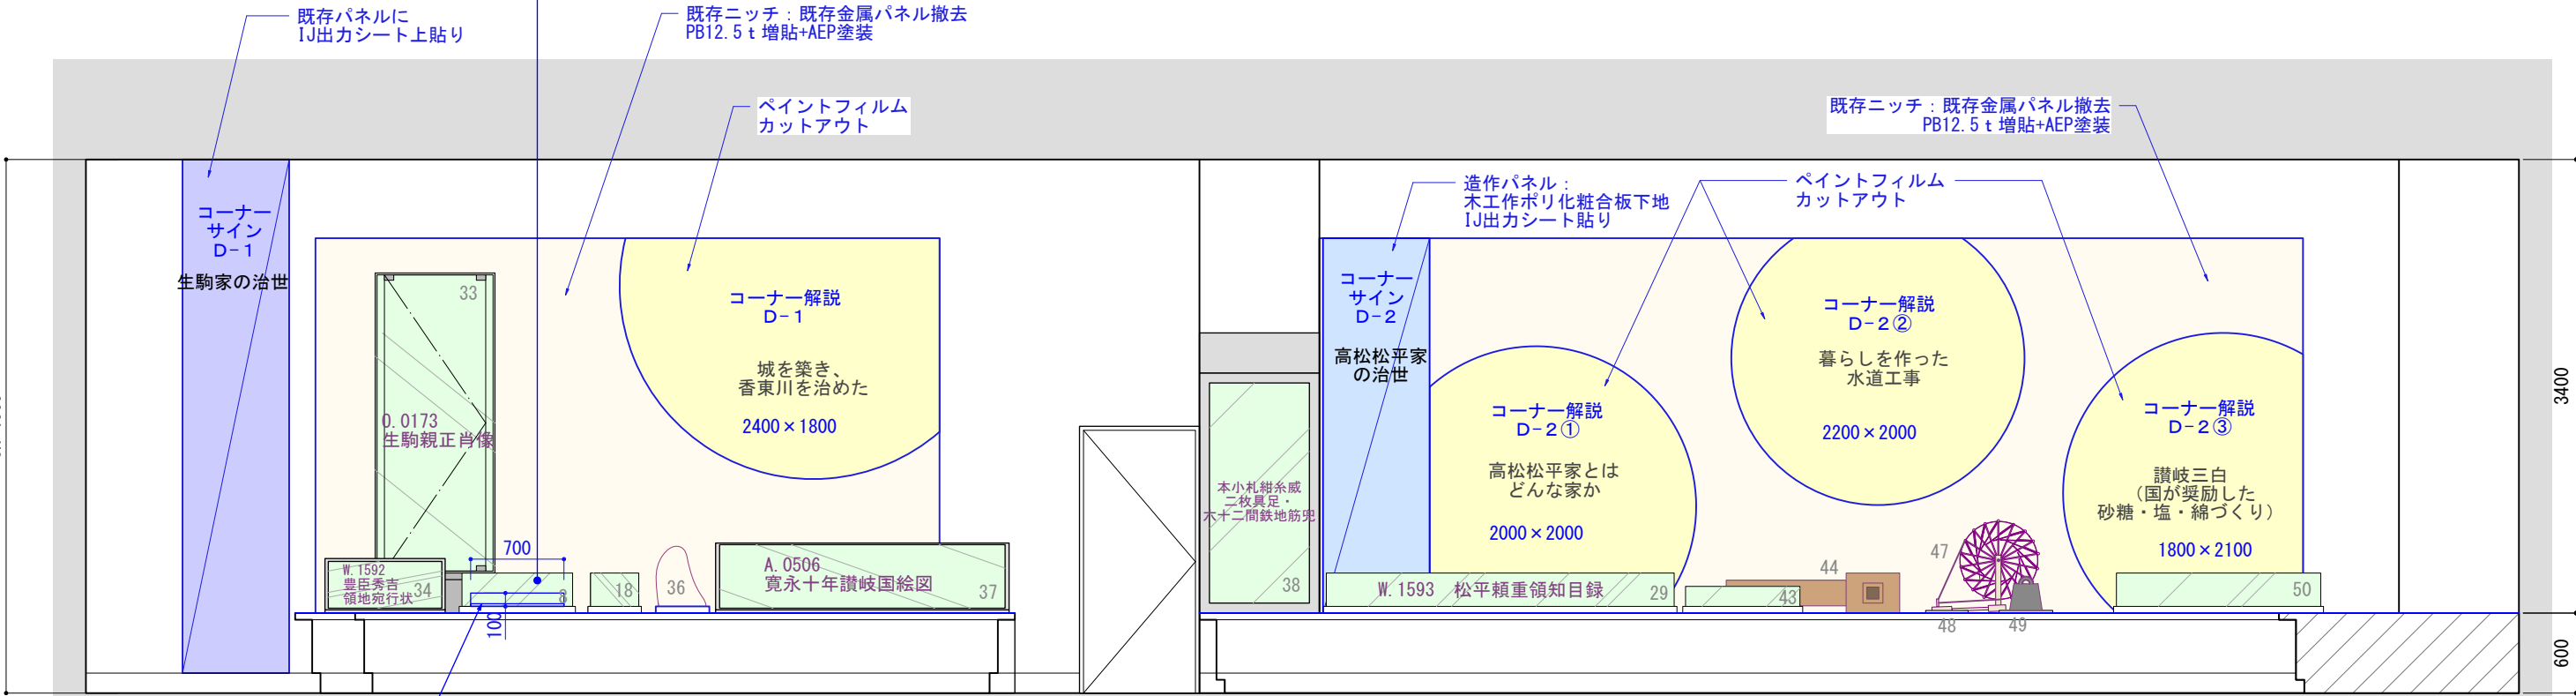 既存パネルに
IJ出力シート上貼り
既存ニッチ：既存金属パネル撤去
PB12.5ｔ増貼+AEP塗装
ペイントフィルム
カットアウト
既存ニッチ：既存金属パネル撤去
PB12.5ｔ増貼+AEP塗装
造作パネル：
木工作ポリ化粧合板下地
IJ出力シート貼り
ペイントフィルム
カットアウト
コーナー
サイン
D-1
生駒家の治世
33
O.0173
生駒親正肖像
コーナー解説
D-1
城を築き、
香東川を治めた
2400×1800
W.1592
豊臣秀吉
領地宛行状
34
700
100
18
36
A.0506
寛永十年讃岐国絵図
37
本小札紺糸威
二枚具足・
六十二間鉄地筋兜
38
コーナー
サイン
D-2
高松松平家
の治世
コーナー解説
D-2①
高松松平家とは
どんな家か
2000×2000
コーナー解説
D-2②
暮らしを作った
水道工事
2200×2000
コーナー解説
D-2③
讃岐三白
（国が奨励した
砂糖・塩・綿づくり）
1800×2100
W.1593　松平頼重領知目録
29
43
44
47
48
49
50
3400
600